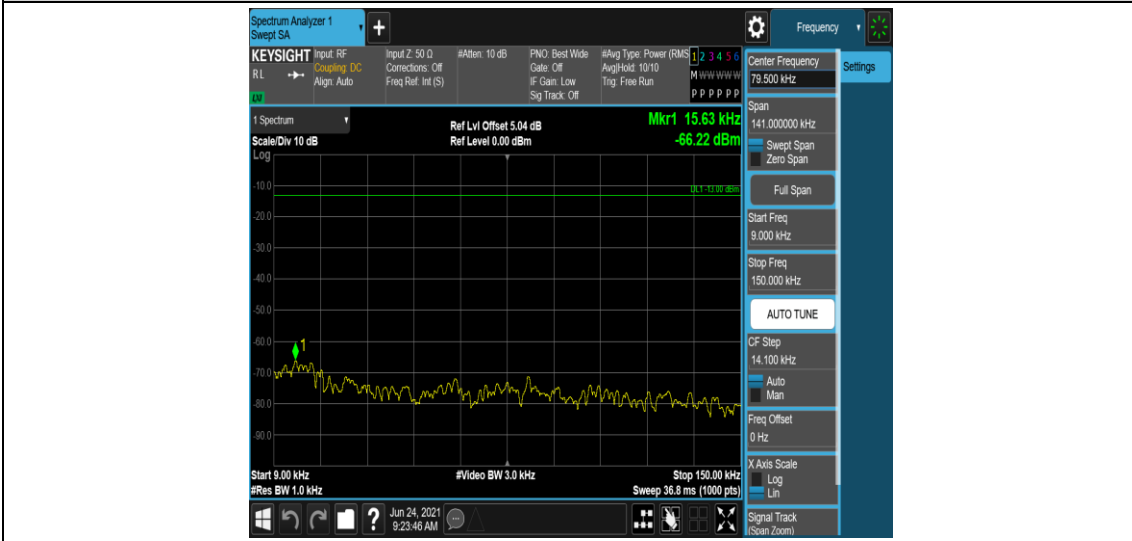 Spectrum Analyzer 1
Swept SA
+
Frequency
KEYSIGHT
RL
Input: RF
Coupling: DC
Align: Auto
Input Z: 50 Ω
Corrections: Off
Freq Ref: Int (S)
#Atten: 10 dB
PNO: Best Wide
Gate: Off
IF Gain: Low
Sig Track: Off
#Avg Type: Power (RMS
Avg|Hold: 10/10
Trig: Free Run
1 2 3 4 5 6
M W W W W W
P P P P P P
1 Spectrum
Scale/Div 10 dB
Log
Ref Lvl Offset 5.04 dB
Ref Level 0.00 dBm
Mkr1 15.63 kHz
-66.22 dBm
DL1 -13.00 dBm
-10.0
-20.0
-30.0
-40.0
-50.0
-60.0
-70.0
-80.0
-90.0
1
Start 9.00 kHz
#Res BW 1.0 kHz
#Video BW 3.0 kHz
Stop 150.00 kHz
Sweep 36.8 ms (1000 pts)
?
Jun 24, 2021
9:23:46 AM
Center Frequency
79.500 kHz
Settings
Span
141.000000 kHz
Swept Span
Zero Span
Full Span
Start Freq
9.000 kHz
Stop Freq
150.000 kHz
AUTO TUNE
CF Step
14.100 kHz
Auto
Man
Freq Offset
0 Hz
X Axis Scale
Log
Lin
Signal Track
(Span Zoom)